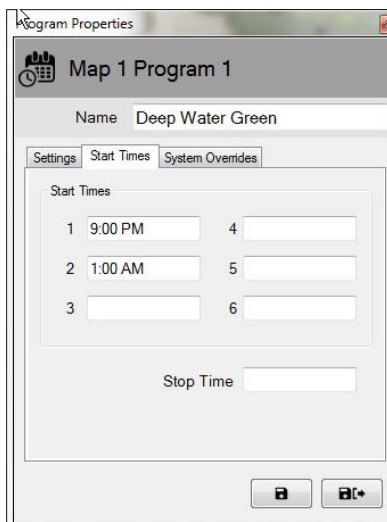 Program Properties
Map 1 Program 1
Name Deep Water Green
Settings Start Times System Overrides
Start Times
1 9:00 PM 4
2 1:00 AM 5
3 6
Stop Time